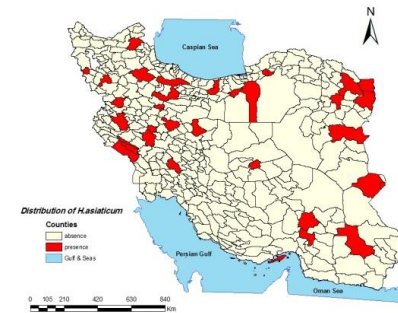 N
Caspian Sea
Distribution of H.asiaticum
Counties
absence
presence
Gulf & Seas
Persian Gulf
Oman Sea
0 105 210 420 630 840
Km